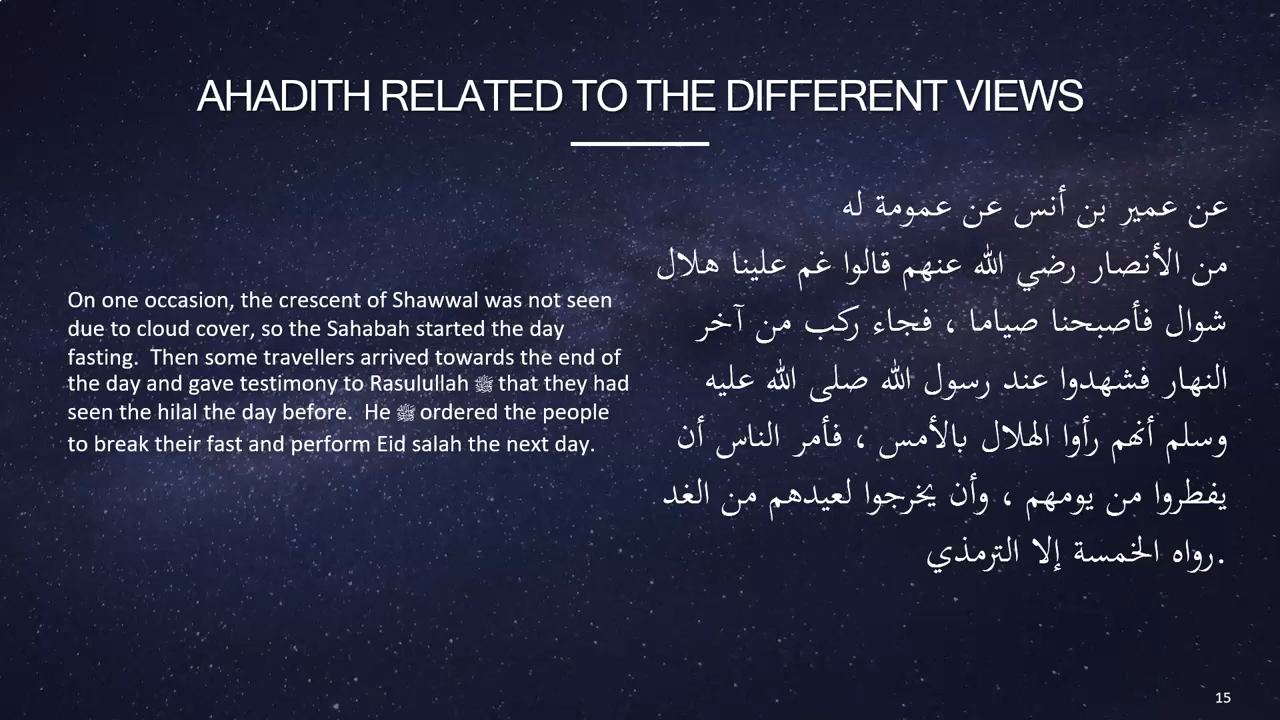 AHADITH RELATED TO THE DIFFERENT VIEWS
On one occasion, the crescent of Shawwal was not seen
due to cloud cover, so the Sahabah started the day
fasting. Then some travellers arrived towards the end of
the day and gave testimony to Rasulullah ﷺ that they had
seen the hilal the day before. He ﷺ ordered the people
to break their fast and perform Eid salah the next day.
عن عمير بن أنس عن عمومة له
من الأنصار رضي الله عنهم قالوا غم علينا هلال
شوال فأصبحنا صياما ، فجاء ركب من آخر
النهار فشهدوا عند رسول الله صلى الله عليه
وسلم أنهم رأوا الهلال بالأمس ، فأمر الناس أن
يفطروا من يومهم ، وأن يخرجوا لعيدهم من الغد
.رواه الخمسة إلا الترمذي
15